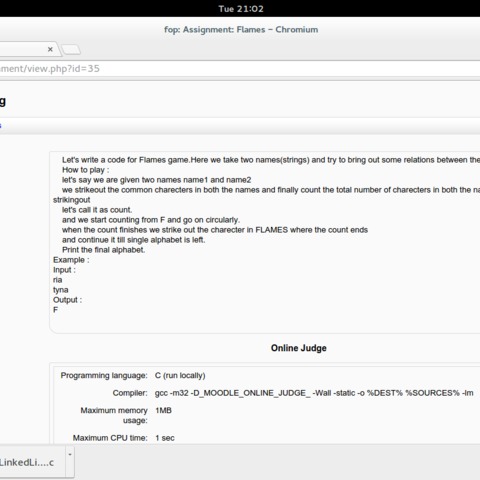 Tue 21:02
fop: Assignment: Flames - Chromium
ment/view.php?id=35
g
s
Let's write a code for Flames game.Here we take two names(strings) and try to bring out some relations between the
How to play :
let's say we are given two names name1 and name2
we strikeout the common charecters in both the names and finally count the total number of charecters in both the na
strikingout
let's call it as count.
and we start counting from F and go on circularly.
when the count finishes we strike out the charecter in FLAMES where the count ends
and continue it till single alphabet is left.
Print the final alphabet.
Example :
Input :
ria
tyna
Output :
F
Online Judge
Programming language: C (run locally)
Compiler: gcc -m32 -D_MOODLE_ONLINE_JUDGE_ -Wall -static -o %DEST% %SOURCES% -lm
Maximum memory 1MB
usage:
Maximum CPU time: 1 sec
LinkedLi....c